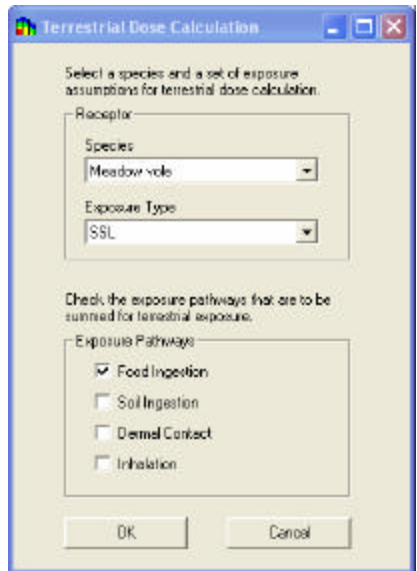 Terrestrial Dose Calculation
Select a species and a set of exposure
assumptions for terrestrial dose calculation.
Receptor
Species
Meadow vole
Exposure Type
SSL
Check the exposure pathways that are to be
summed for terrestrial exposure.
Exposure Pathways
Food Ingestion
Soil Ingestion
Dermal Contact
Inhalation
OK
Cancel